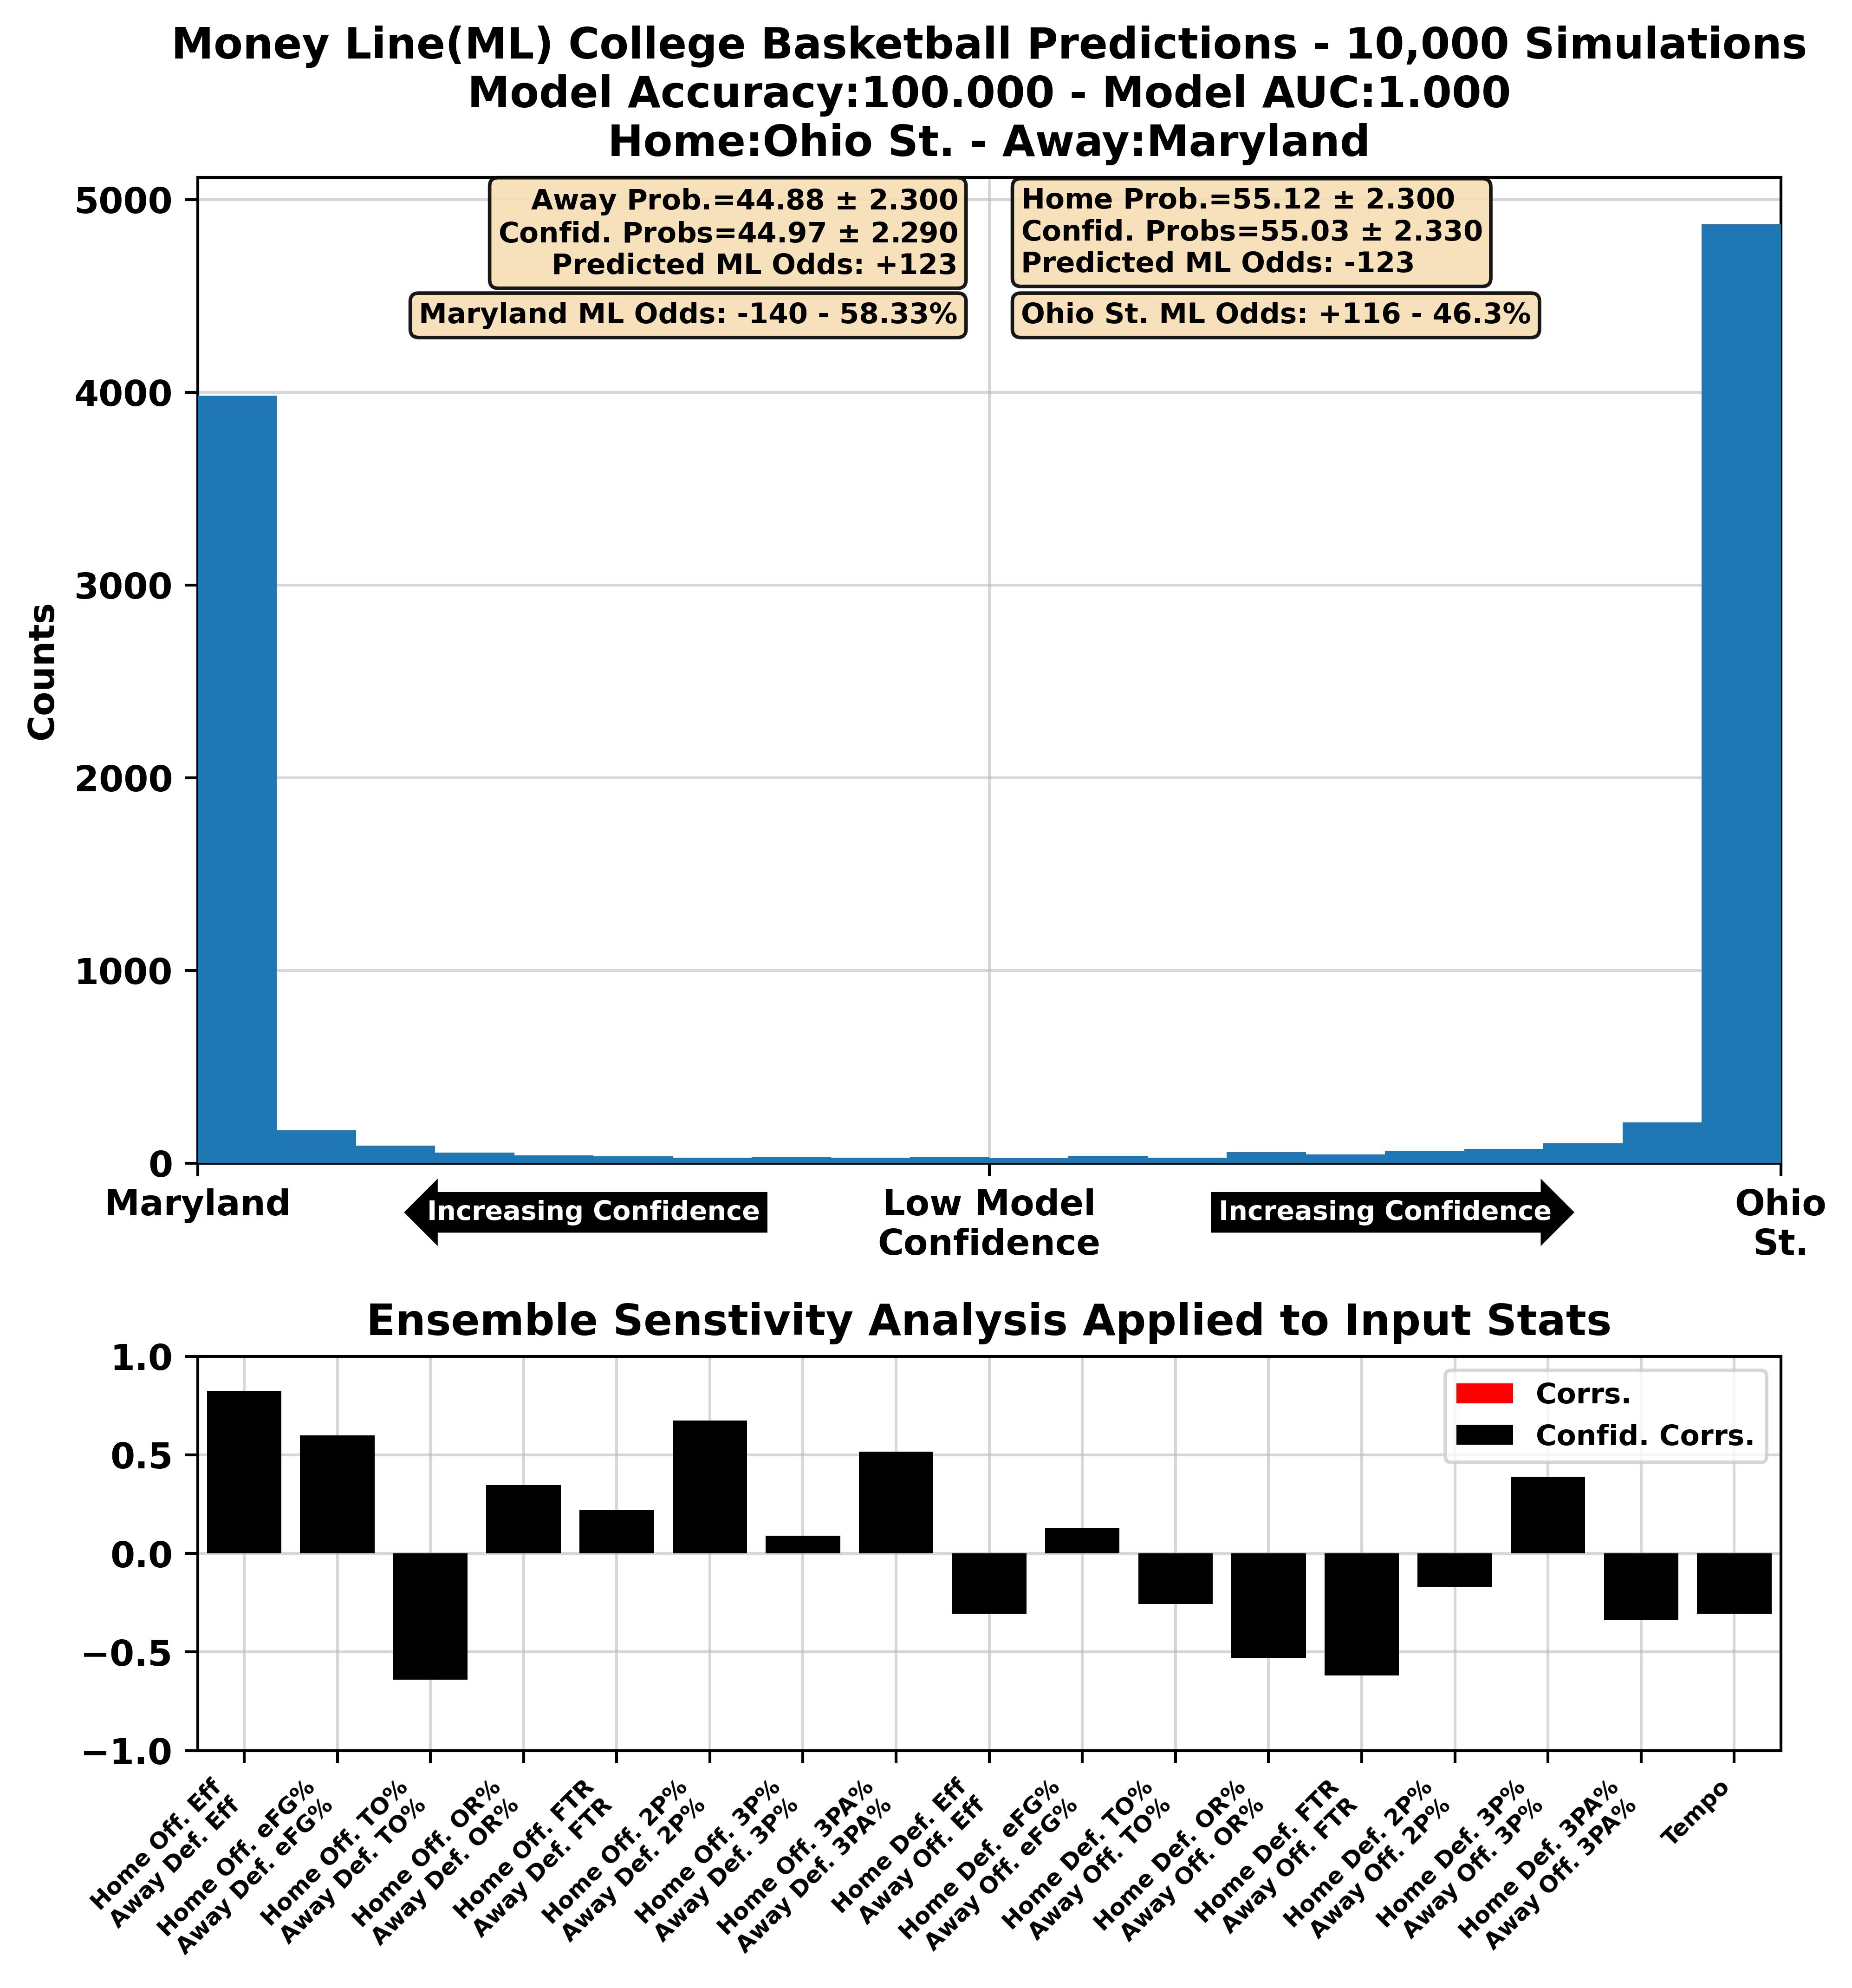 Money Line(ML) College Basketball Predictions - 10,000 Simulations
Model Accuracy:100.000 - Model AUC:1.000
Home:Ohio St. - Away:Maryland
Away Prob.=44.88 ± 2.300
Confid. Probs=44.97 ± 2.290
Predicted ML Odds: +123
Maryland ML Odds: -140 - 58.33%
Home Prob.=55.12 ± 2.300
Confid. Probs=55.03 ± 2.330
Predicted ML Odds: -123
Ohio St. ML Odds: +116 - 46.3%
5000
4000
3000
2000
1000
0
Counts
Maryland
Increasing Confidence
Low Model
Confidence
Increasing Confidence
Ohio
St.
Ensemble Senstivity Analysis Applied to Input Stats
1.0
0.5
0.0
−0.5
−1.0
Corrs.
Confid. Corrs.
Home Off. Eff
Away Def. Eff
Home Off. eFG%
Away Def. eFG%
Home Off. TO%
Away Def. TO%
Home Off. OR%
Away Def. OR%
Home Off. FTR
Away Def. FTR
Home Off. 2P%
Away Def. 2P%
Home Off. 3P%
Away Def. 3P%
Home Off. 3PA%
Away Def. 3PA%
Home Def. Eff
Away Off. Eff
Home Def. eFG%
Away Off. eFG%
Home Def. TO%
Away Off. TO%
Home Def. OR%
Away Off. OR%
Home Def. FTR
Away Off. FTR
Home Def. 2P%
Away Off. 2P%
Home Def. 3P%
Away Off. 3P%
Home Def. 3PA%
Away Off. 3PA%
Tempo